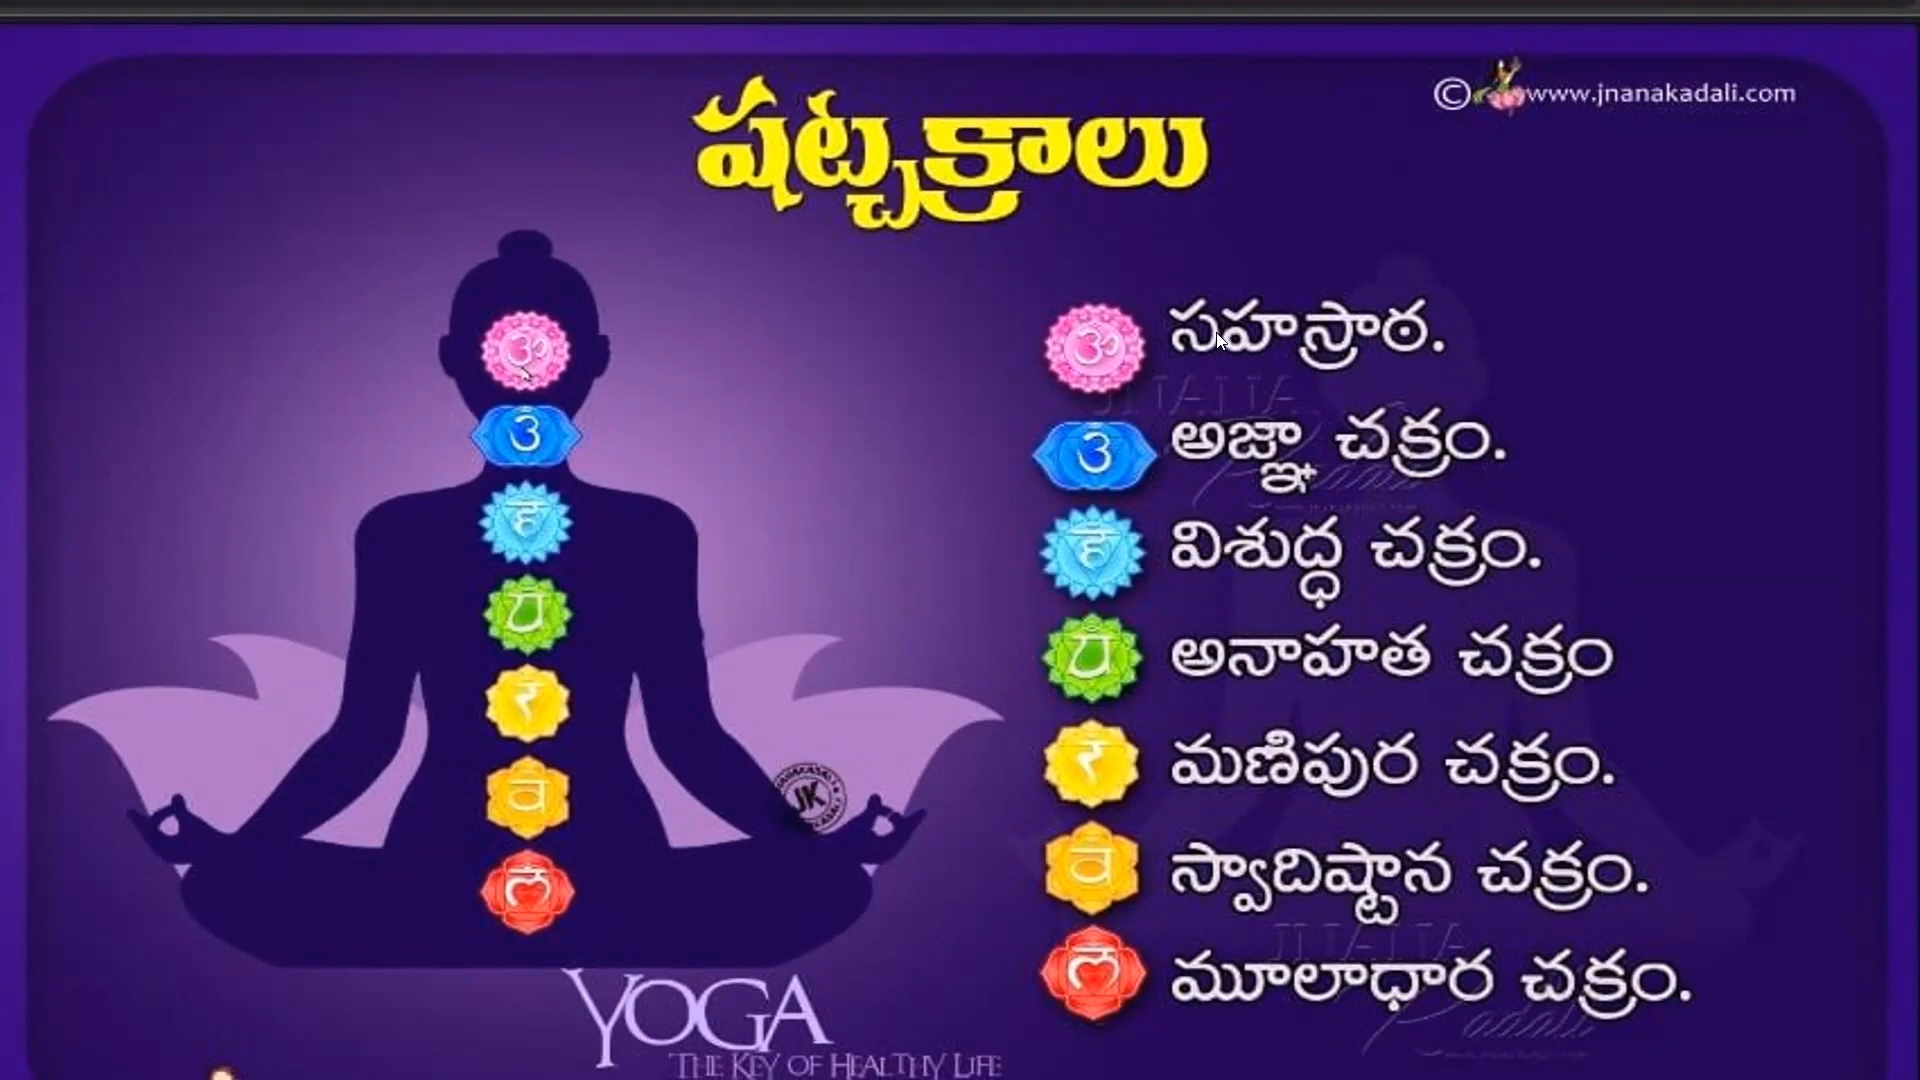 ©www.jnanakadali.com
షట్చక్రాలు
ॐ
ॐ
సహస్రాఠ.
उ
उ
అజ్ఞా చక్రం.
ह
ह
విశుద్ధ చక్రం.
यं
यं
అనాహత చక్రం
र
र
మణిపుర చక్రం.
व
व
స్వాదిష్టాన చక్రం.
लं
लं
మూలాధార చక్రం.
JK
YOGA
THE KEY OF HEALTHY LIFE